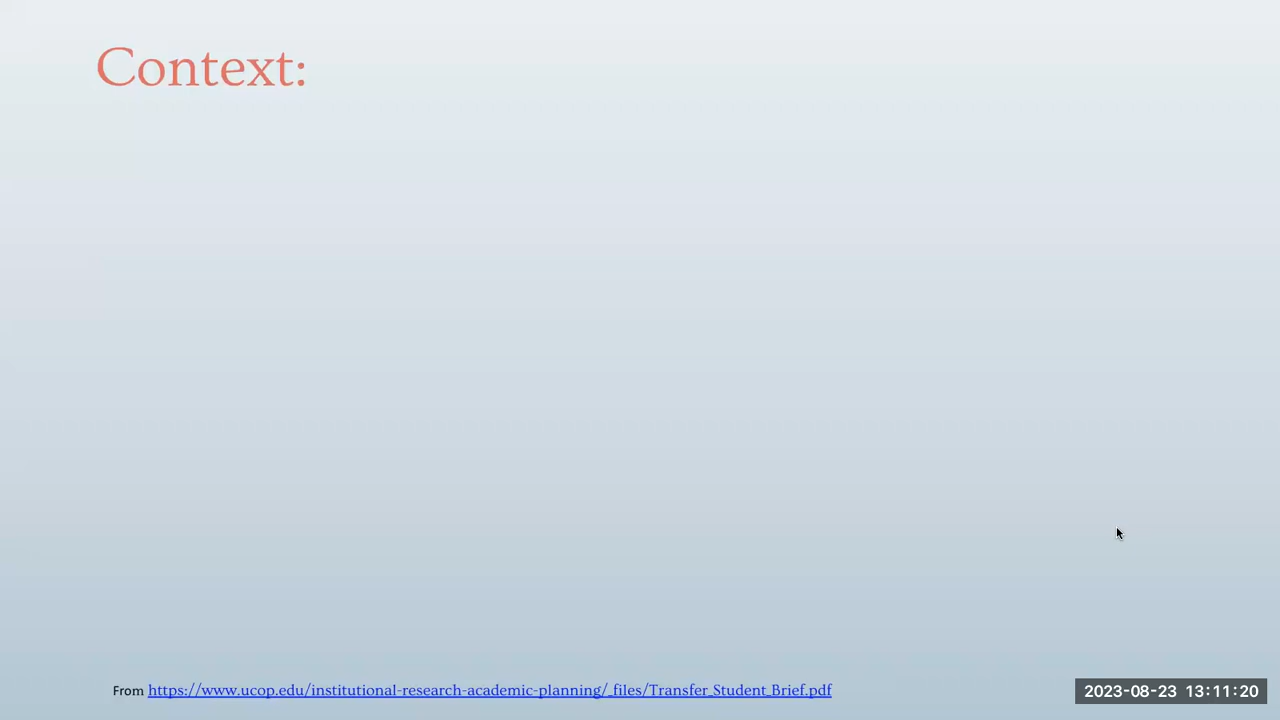 Context:
From https://www.ucop.edu/institutional-research-academic-planning/_files/Transfer_Student_Brief.pdf
2023-08-23 13:11:20